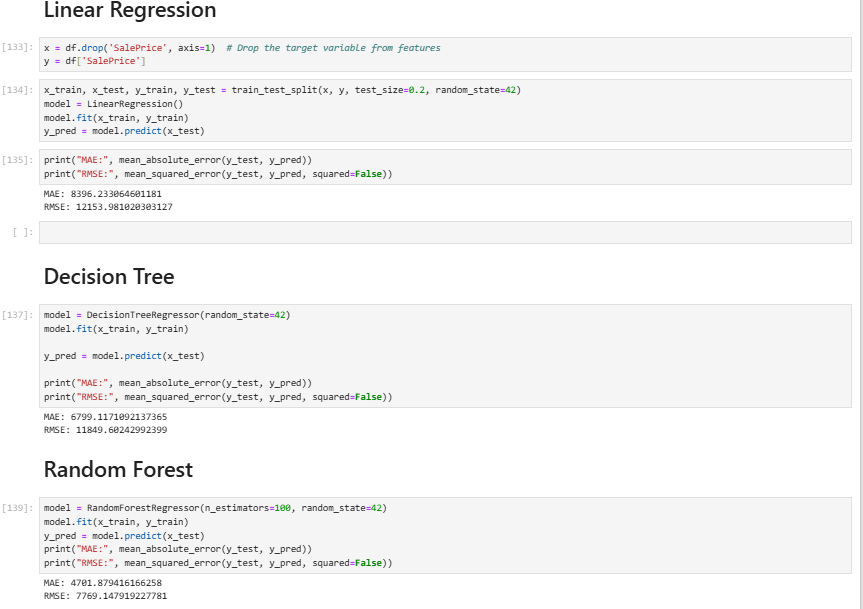 Linear Regression
[133]: x = df.drop('SalePrice', axis=1)  # Drop the target variable from features
y = df['SalePrice']
[134]: x_train, x_test, y_train, y_test = train_test_split(x, y, test_size=0.2, random_state=42)
model = LinearRegression()
model.fit(x_train, y_train)
y_pred = model.predict(x_test)
[135]: print("MAE:", mean_absolute_error(y_test, y_pred))
print("RMSE:", mean_squared_error(y_test, y_pred, squared=False))
MAE: 8396.233064601181
RMSE: 12153.981020303127
[ ]:
Decision Tree
[137]: model = DecisionTreeRegressor(random_state=42)
model.fit(x_train, y_train)
y_pred = model.predict(x_test)
print("MAE:", mean_absolute_error(y_test, y_pred))
print("RMSE:", mean_squared_error(y_test, y_pred, squared=False))
MAE: 6799.1171092137365
RMSE: 11849.60242992399
Random Forest
[139]: model = RandomForestRegressor(n_estimators=100, random_state=42)
model.fit(x_train, y_train)
y_pred = model.predict(x_test)
print("MAE:", mean_absolute_error(y_test, y_pred))
print("RMSE:", mean_squared_error(y_test, y_pred, squared=False))
MAE: 4701.879416166258
RMSE: 7769.147919227781